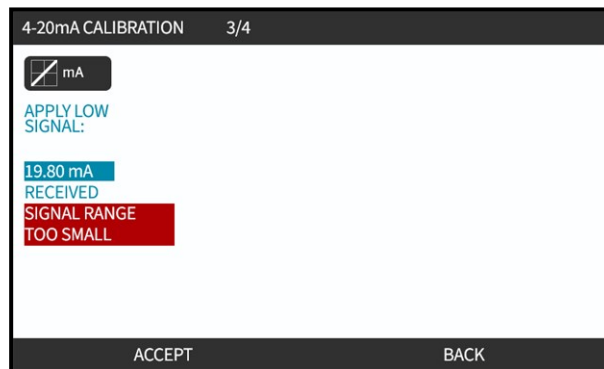 4-20mA CALIBRATION 3/4
mA
APPLY LOW
SIGNAL:
19.80 mA
RECEIVED
SIGNAL RANGE
TOO SMALL
ACCEPT BACK